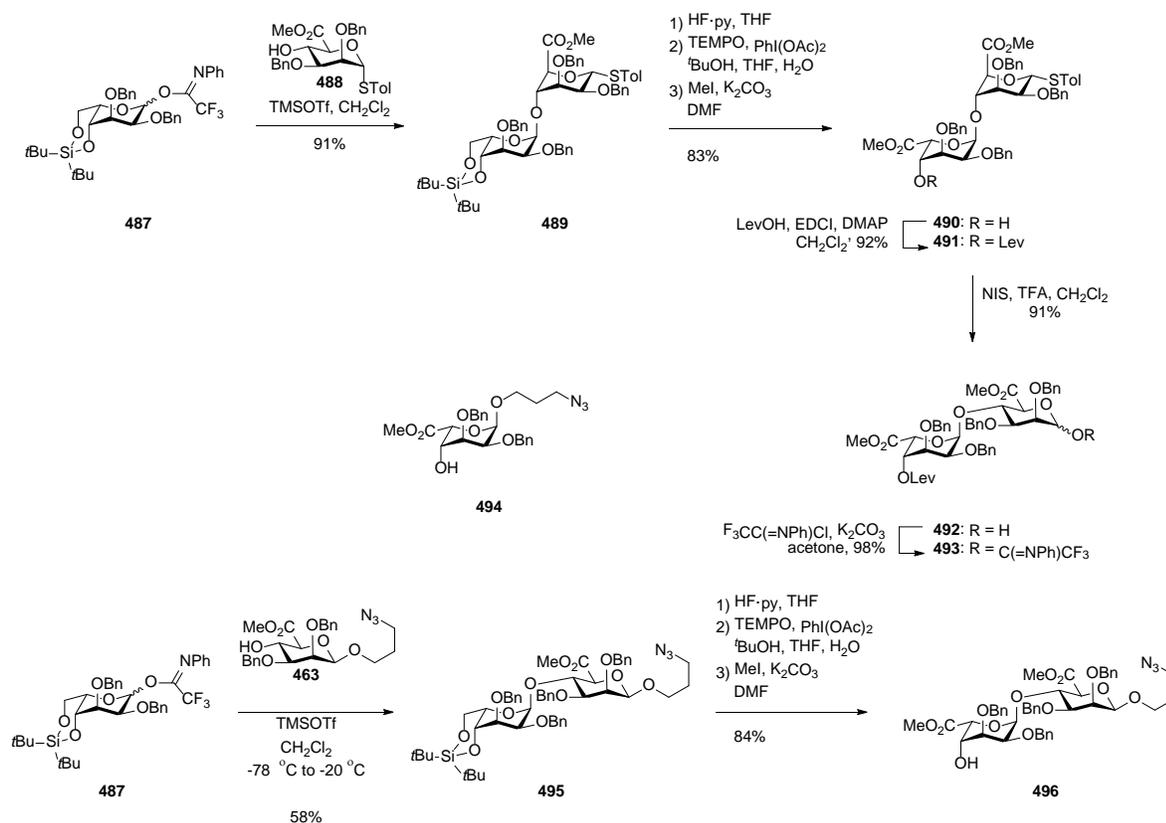 MeO₂C OBn
HO
BnO
488
STol
TMSOTf, CH₂Cl₂
91%
OBn
O
NPh
CF₃
OBn
O
O
tBu-Si-O
tBu
487
CO₂Me
OBn
O
STol
OBn
O
OBn
O
OBn
O
tBu-Si-O
tBu
489
1) HF·py, THF
2) TEMPO, PhI(OAc)₂
ᵗBuOH, THF, H₂O
3) MeI, K₂CO₃
DMF
83%
CO₂Me
OBn
O
STol
OBn
O
OBn
MeO₂C
O
OBn
OR
490: R = H
491: R = Lev
LevOH, EDCI, DMAP
CH₂Cl₂, 92%
NIS, TFA, CH₂Cl₂
91%
O
N₃
OBn
MeO₂C
O
OBn
OH
494
MeO₂C OBn
O
O
BnO
OR
OBn
MeO₂C
O
OBn
OLev
492: R = H
493: R = C(=NPh)CF₃
F₃CC(=NPh)Cl, K₂CO₃
acetone, 98%
OBn
O
NPh
CF₃
OBn
O
O
tBu-Si-O
tBu
487
N₃
MeO₂C OBn
HO
O
BnO
O
463
TMSOTf
CH₂Cl₂
-78 °C to -20 °C
58%
N₃
MeO₂C OBn
O
O
BnO
O
OBn
O
OBn
O
tBu-Si-O
tBu
495
1) HF·py, THF
2) TEMPO, PhI(OAc)₂
ᵗBuOH, THF, H₂O
3) MeI, K₂CO₃
DMF
84%
N₃
MeO₂C OBn
O
O
BnO
O
OBn
MeO₂C
O
OBn
OH
496